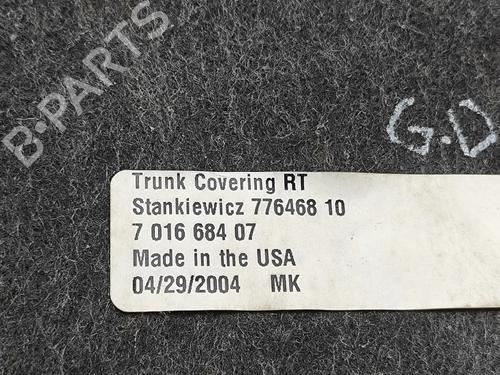 B-PARTS
G.D
Trunk Covering RT
Stankiewicz 776468 10
7 016 684 07
Made in the USA
04/29/2004 MK